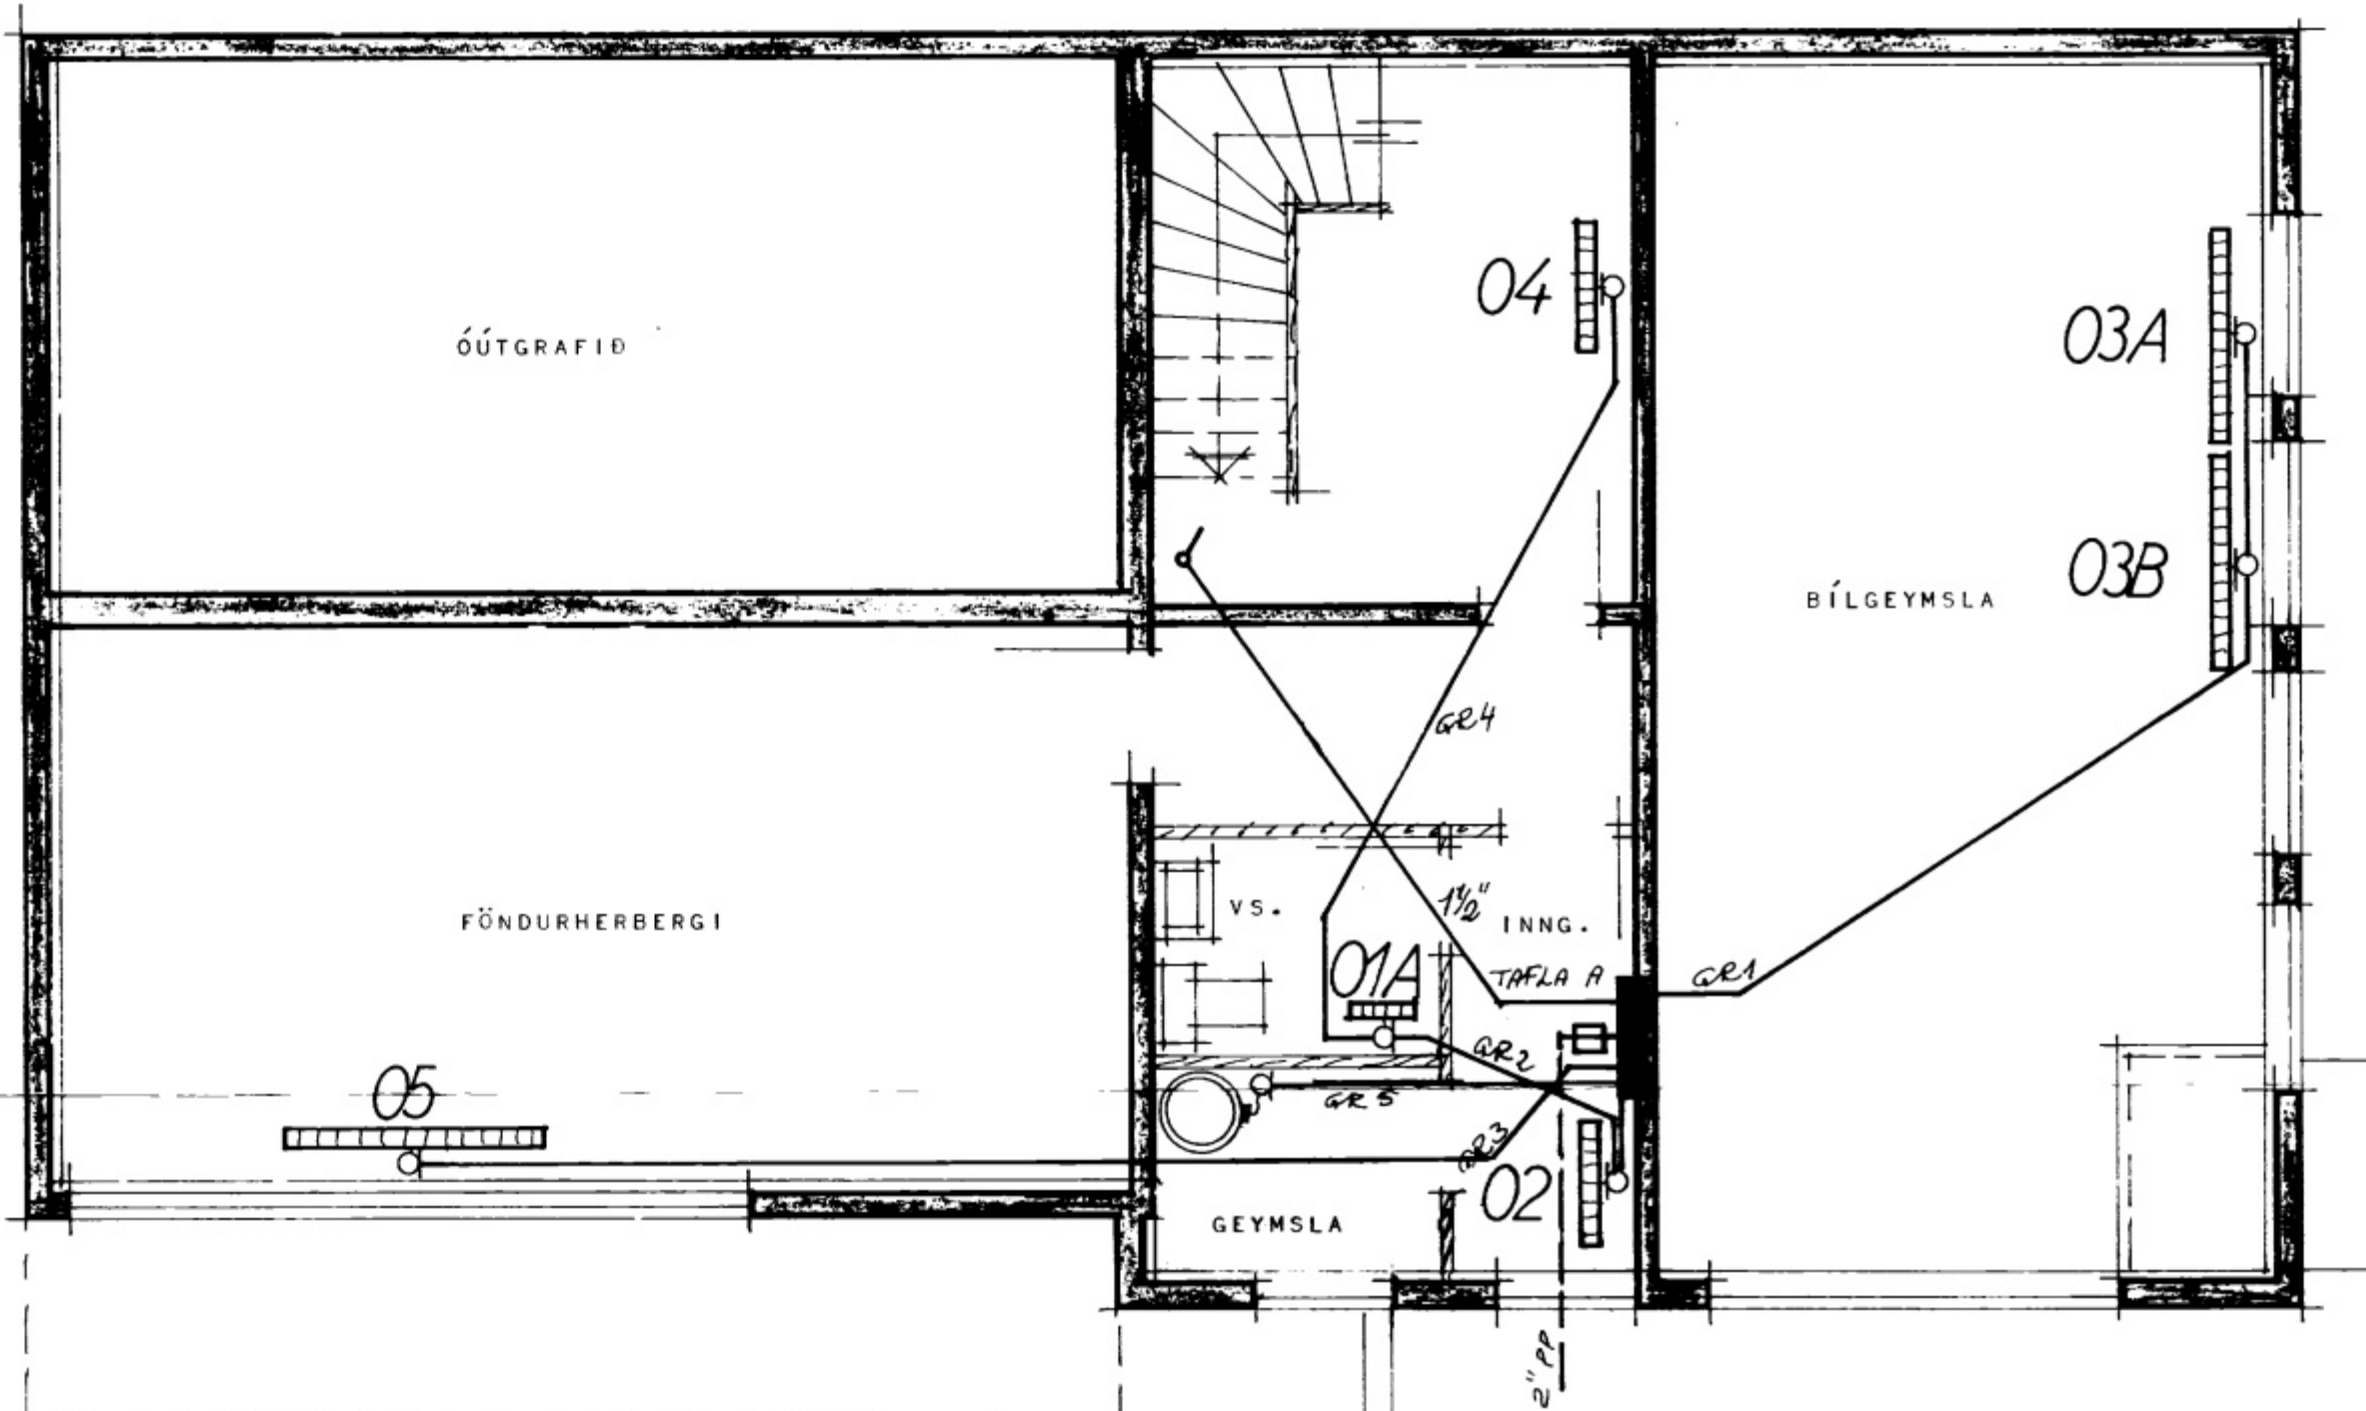 04
03A
ÓÚTGRAFIÐ
03B
BÍLGEYMSLA
GR4
1½"
VS.
INNG.
FÖNDURHERBERGI
01A
TAFLA A
GR1
GR2
05
GR5
GR3
02
GEYMSLA
2" PP